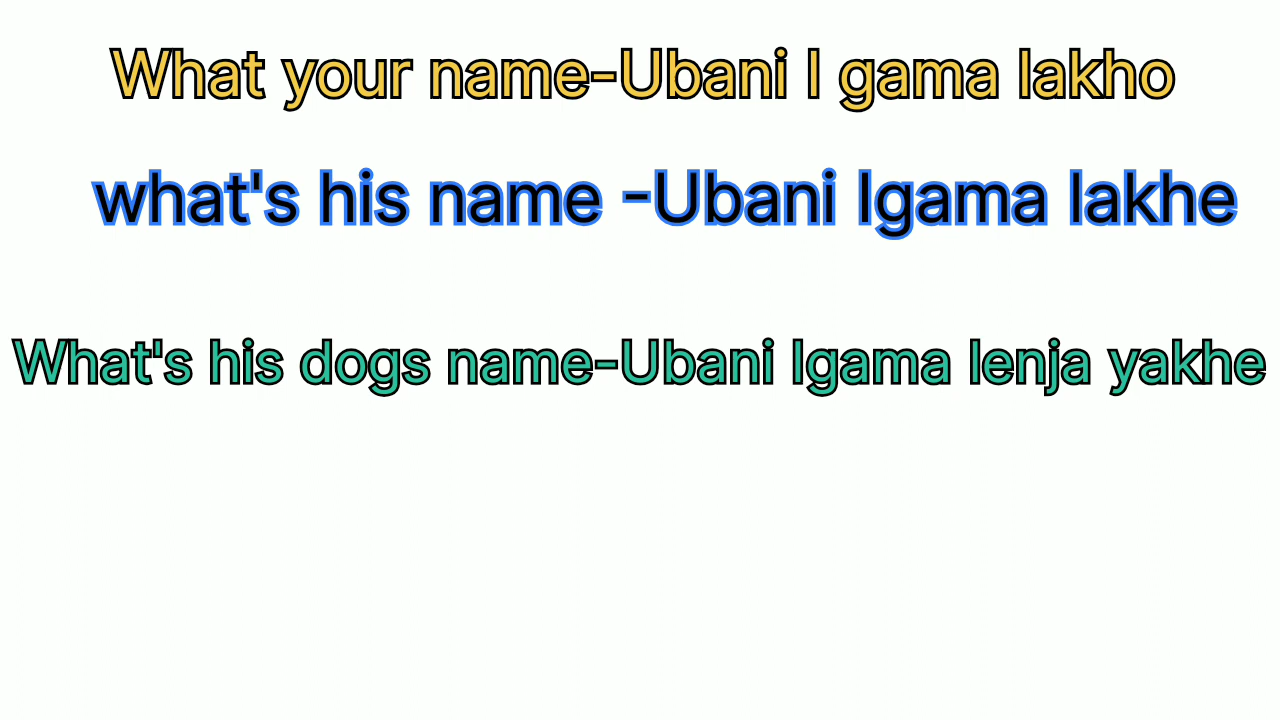 What your name-Ubani I gama lakho
what's his name -Ubani Igama lakhe
What's his dogs name-Ubani Igama lenja yakhe